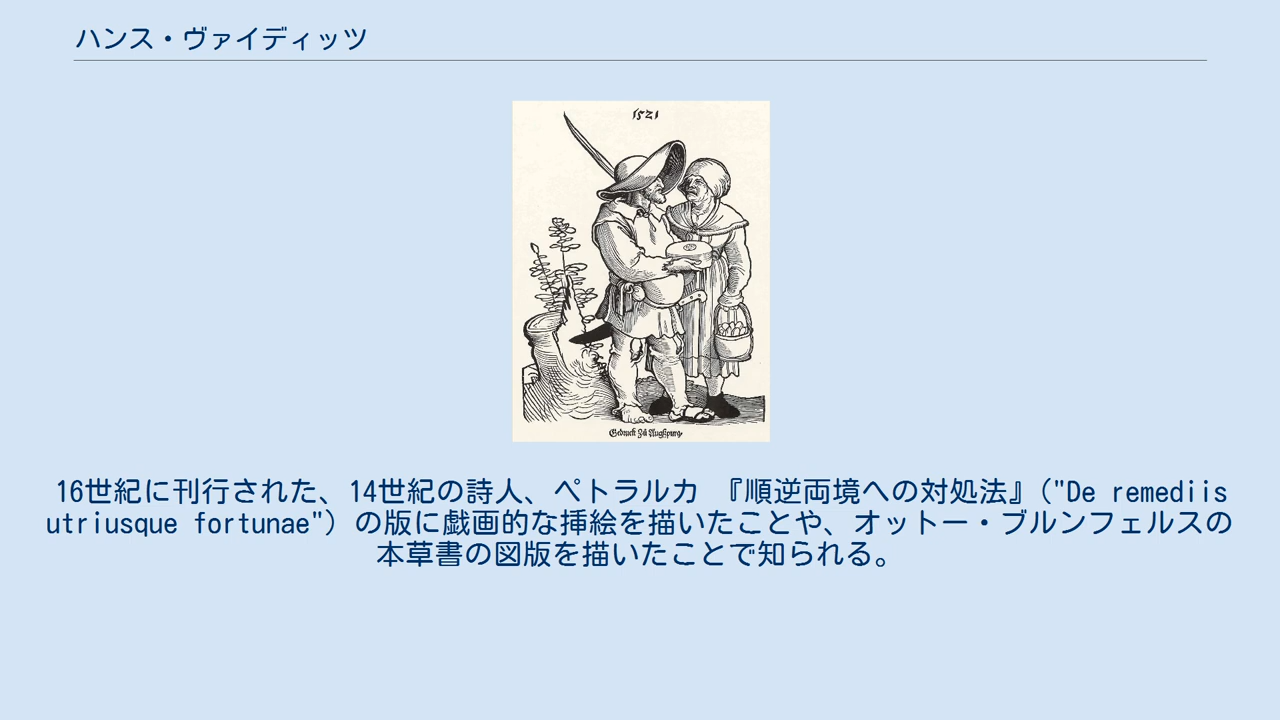 ハンス・ヴァイディッツ
1521
Gedruck Zů Augspurg
16世紀に刊行された、14世紀の詩人、ペトラルカ 『順逆両境への対処法』("De remediis
utriusque fortunae") の版に戯画的な挿絵を描いたことや、オットー・ブルンフェルスの
本草書の図版を描いたことで知られる。